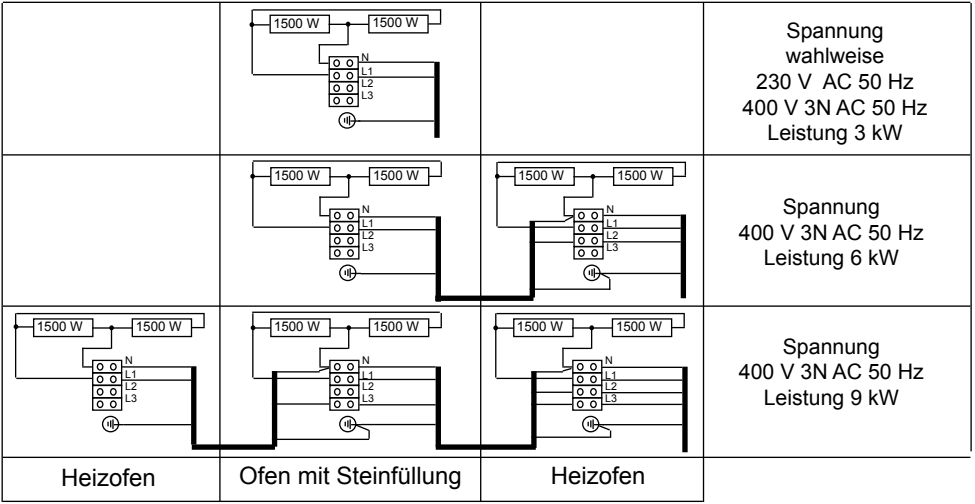 1500 W 1500 W
N
L1
L2
L3
Spannung
wahlweise
230 V AC 50 Hz
400 V 3N AC 50 Hz
Leistung 3 kW
1500 W 1500 W 1500 W 1500 W
N N
L1 L1
L2 L2
L3 L3
Spannung
400 V 3N AC 50 Hz
Leistung 6 kW
1500 W 1500 W 1500 W 1500 W 1500 W 1500 W
N N N
L1 L1 L1
L2 L2 L2
L3 L3 L3
Spannung
400 V 3N AC 50 Hz
Leistung 9 kW
Heizofen Ofen mit Steinfüllung Heizofen